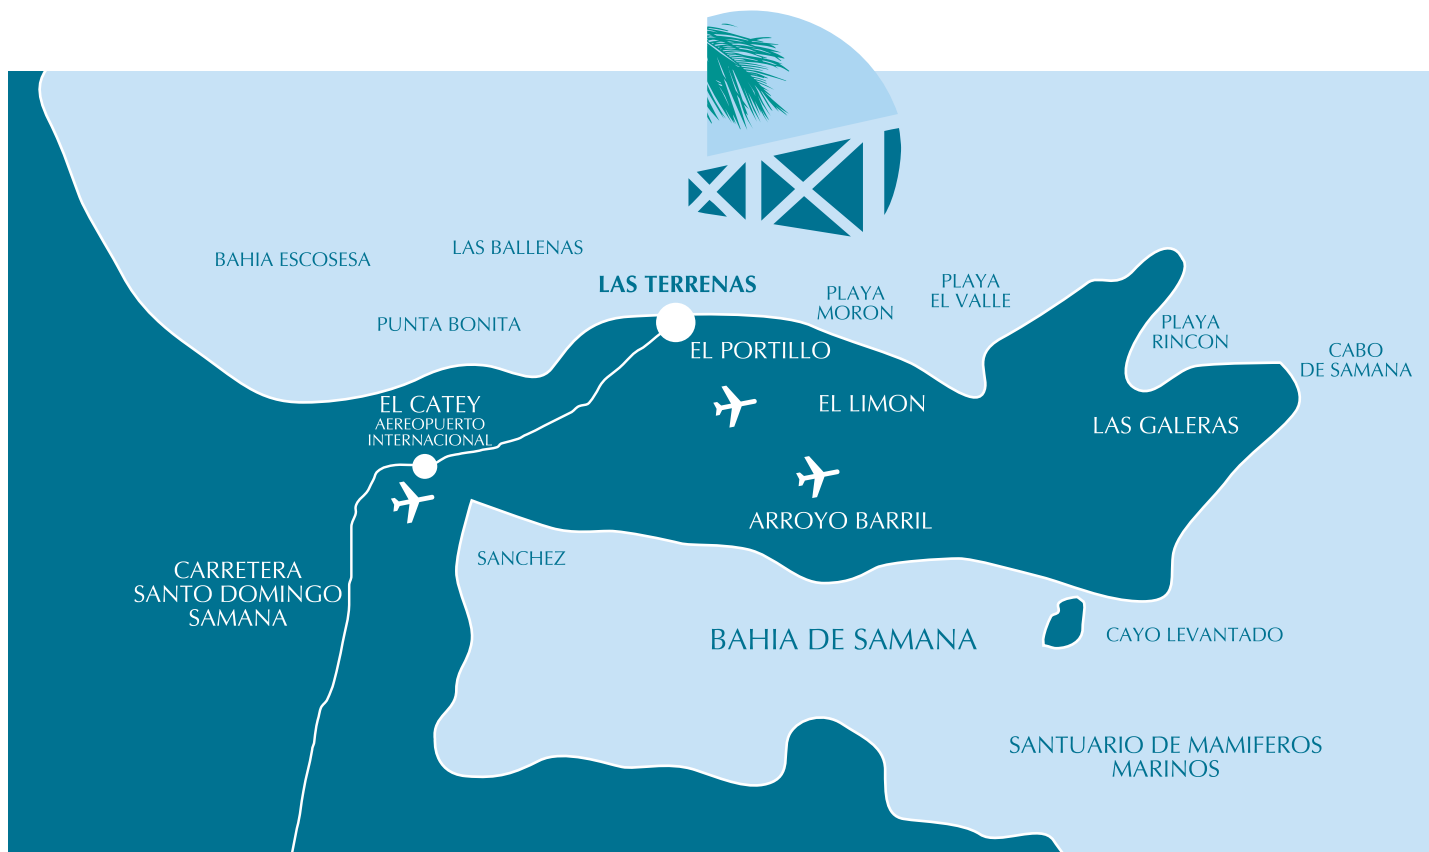 BAHIA ESCOSESA
LAS BALLENAS
LAS TERRENAS
PUNTA BONITA
PLAYA
MORON
PLAYA
EL VALLE
PLAYA
RINCON
CABO
DE SAMANA
EL PORTILLO
EL CATEY
AEREOPUERTO
INTERNACIONAL
EL LIMON
LAS GALERAS
ARROYO BARRIL
SANCHEZ
CARRETERA
SANTO DOMINGO
SAMANA
BAHIA DE SAMANA
CAYO LEVANTADO
SANTUARIO DE MAMIFEROS
MARINOS